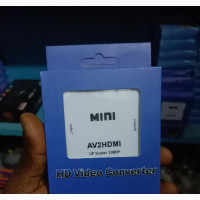 MINI
AV2HDMI
UP Scaler 1080P
HD Video Converter